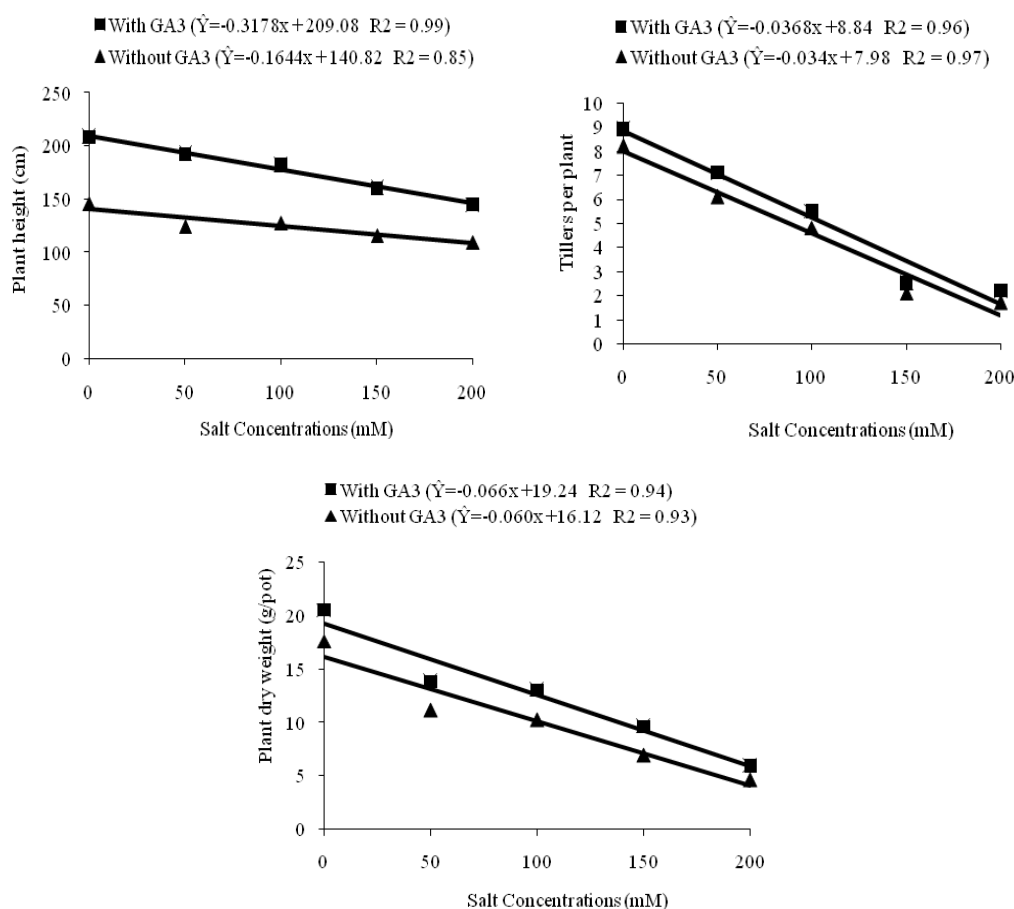 ■ With GA3 (Ŷ=-0.3178x+209.08 R2 = 0.99)
▲ Without GA3 (Ŷ=-0.1644x+140.82 R2 = 0.85)
Plant height (cm)
250
200
150
100
50
0
0 50 100 150 200
Salt Concentrations (mM)
■ With GA3 (Ŷ=-0.0368x+8.84 R2 = 0.96)
▲ Without GA3 (Ŷ=-0.034x+7.98 R2 = 0.97)
Tillers per plant
10
9
8
7
6
5
4
3
2
1
0
0 50 100 150 200
Salt Concentrations (mM)
■ With GA3 (Ŷ=-0.066x+19.24 R2 = 0.94)
▲ Without GA3 (Ŷ=-0.060x+16.12 R2 = 0.93)
Plant dry weight (g/pot)
25
20
15
10
5
0
0 50 100 150 200
Salt Concentrations (mM)